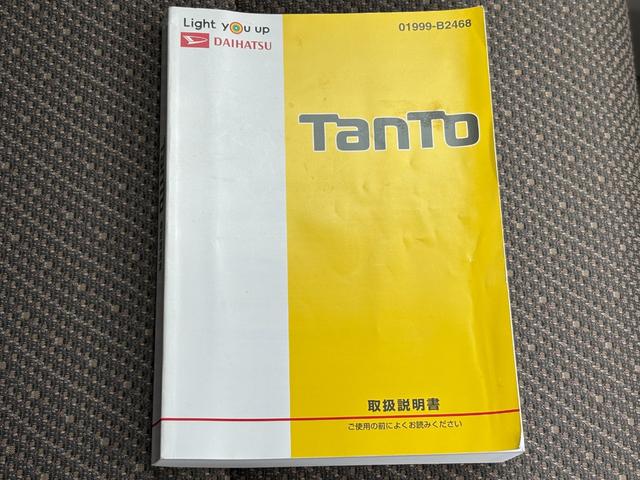 Light you up
DAIHATSU
01999-B2468
TanTo
取扱説明書
ご使用の前によくお読みください